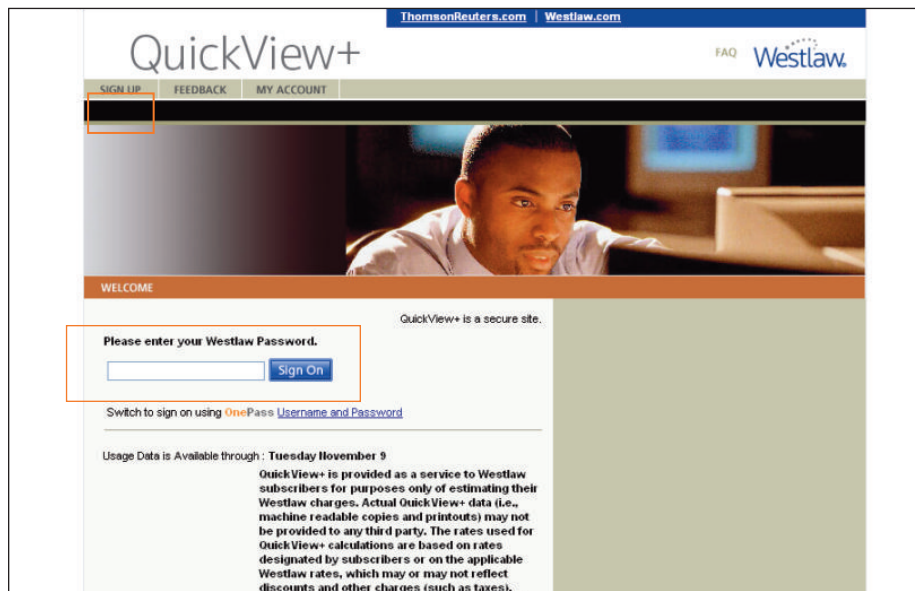 ThomsonReuters.com | Westlaw.com
QuickView+
FAQ Westlaw.
SIGN UP FEEDBACK MY ACCOUNT
WELCOME
QuickView+ is a secure site.
Please enter your Westlaw Password.
Sign On
Switch to sign on using OnePass Username and Password
Usage Data is Available through : Tuesday November 9
QuickView+ is provided as a service to Westlaw
subscribers for purposes only of estimating their
Westlaw charges. Actual QuickView+ data (i.e.,
machine readable copies and printouts) may not
be provided to any third party. The rates used for
QuickView+ calculations are based on rates
designated by subscribers or on the applicable
Westlaw rates, which may or may not reflect
discounts and other charges (such as taxes).